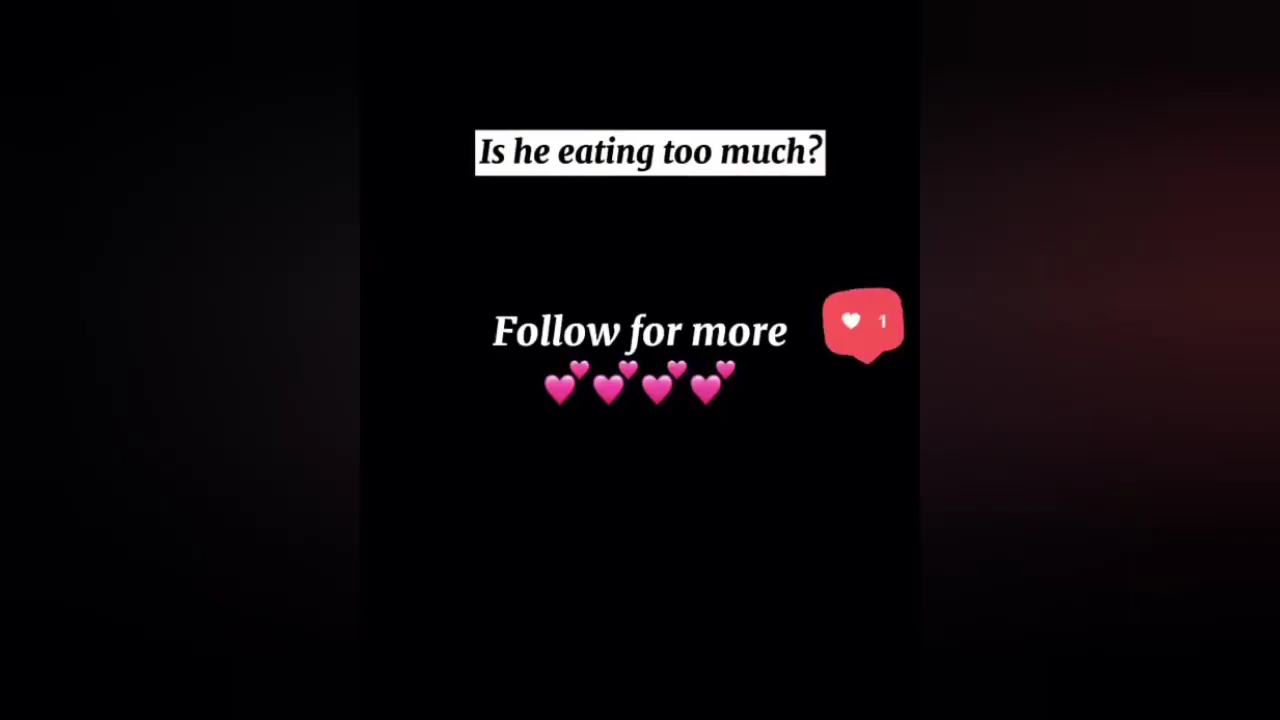 Is he eating too much?
Follow for more
💕💕💕💕
1